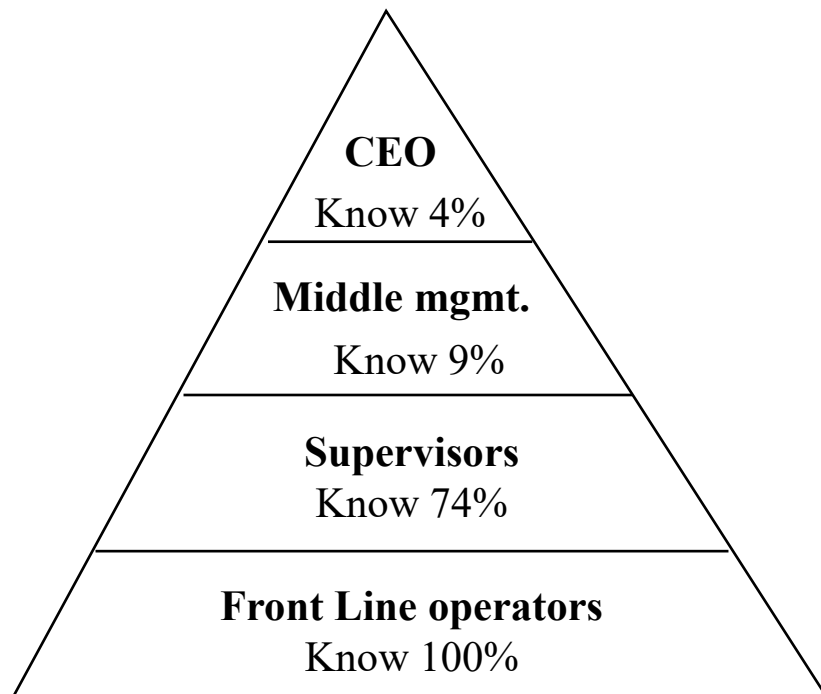 CEO
Know 4%
Middle mgmt.
Know 9%
Supervisors
Know 74%
Front Line operators
Know 100%